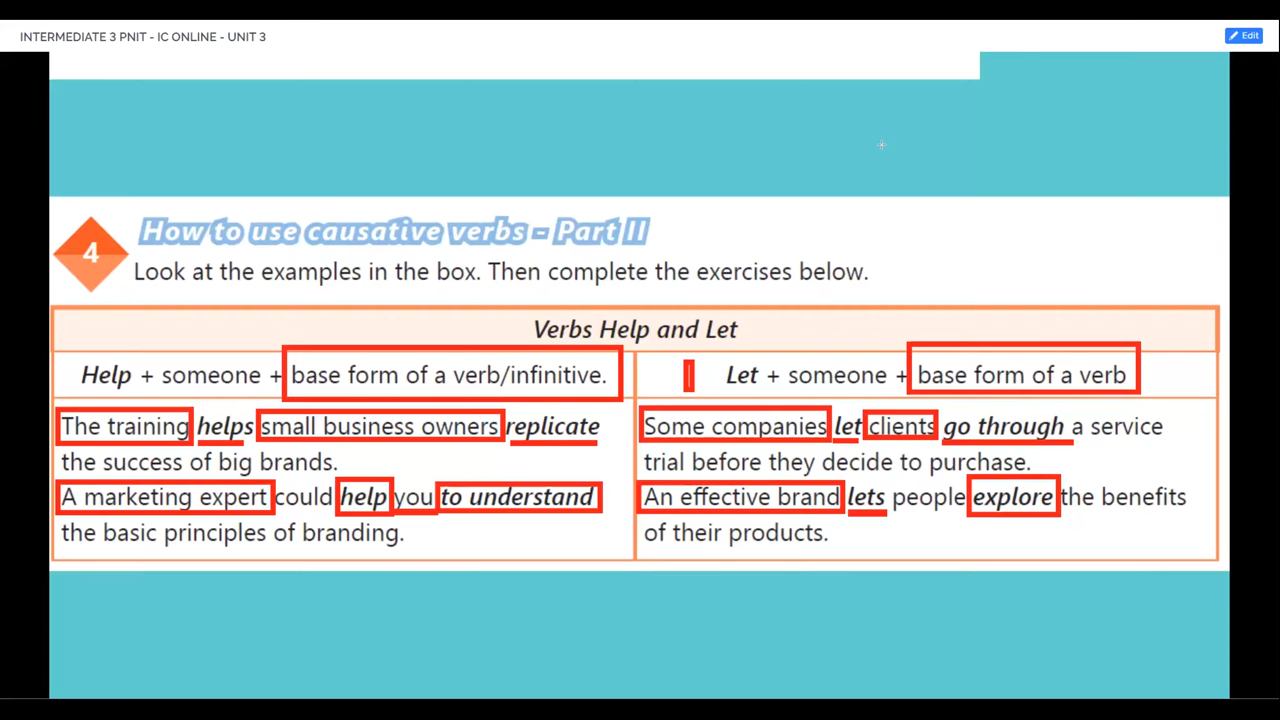 INTERMEDIATE 3 PNIT - IC ONLINE - UNIT 3
Edit
4
How to use causative verbs - Part II
Look at the examples in the box. Then complete the exercises below.
Verbs Help and Let
Help + someone + base form of a verb/infinitive.
The training helps small business owners replicate
the success of big brands.
A marketing expert could help you to understand
the basic principles of branding.
Let + someone + base form of a verb
Some companies let clients go through a service
trial before they decide to purchase.
An effective brand lets people explore the benefits
of their products.